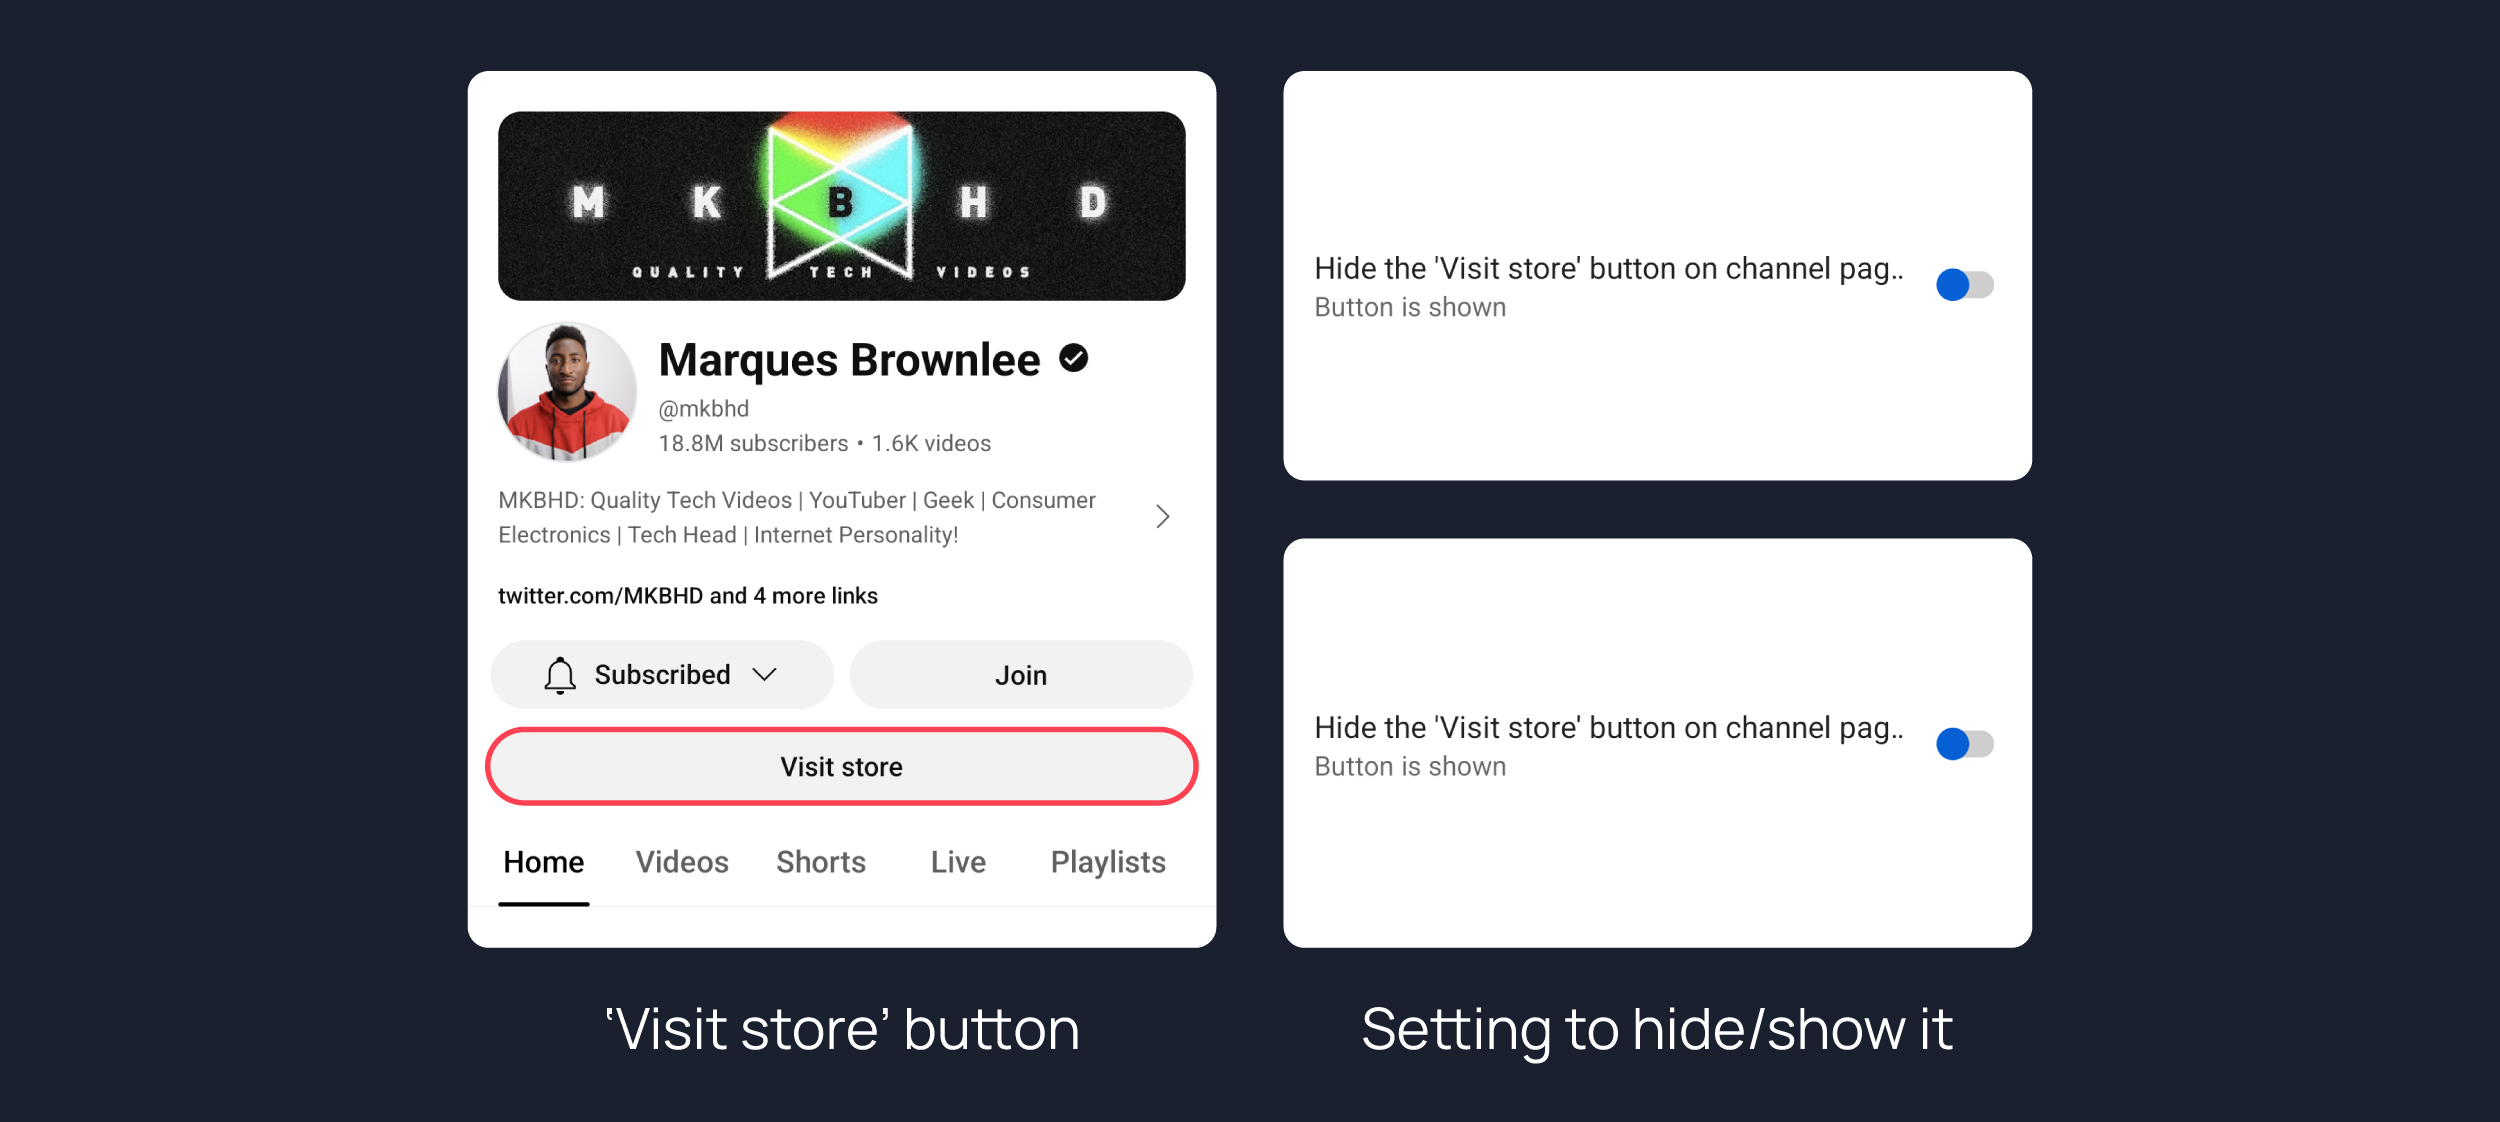 M K B H D
QUALITY TECH VIDEOS
Marques Brownlee
@mkbhd
18.8M subscribers • 1.6K videos
MKBHD: Quality Tech Videos | YouTuber | Geek | Consumer
Electronics | Tech Head | Internet Personality!
twitter.com/MKBHD and 4 more links
Subscribed
Join
Visit store
Home Videos Shorts Live Playlists
'Visit store' button
Hide the 'Visit store' button on channel pag..
Button is shown
Hide the 'Visit store' button on channel pag..
Button is shown
Setting to hide/show it